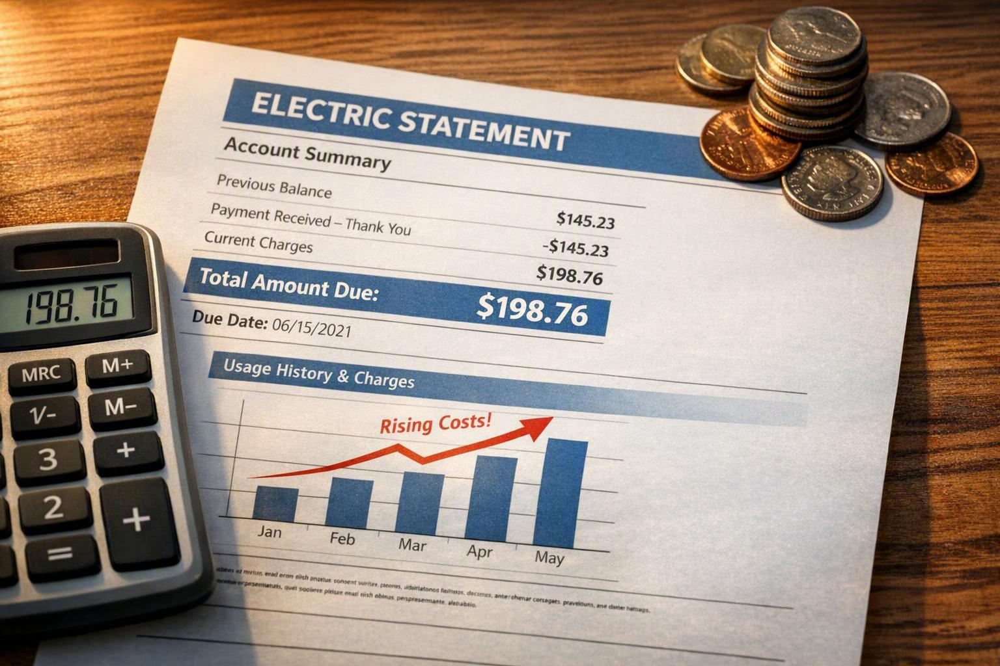 ELECTRIC STATEMENT
Account Summary
Previous Balance $145.23
Payment Received – Thank You -$145.23
Current Charges $198.76
Total Amount Due: $198.76
Due Date: 06/15/2021
Usage History & Charges
Rising Costs!
Jan Feb Mar Apr May
198.76
MRC M+
M–
3 +
2 +
=